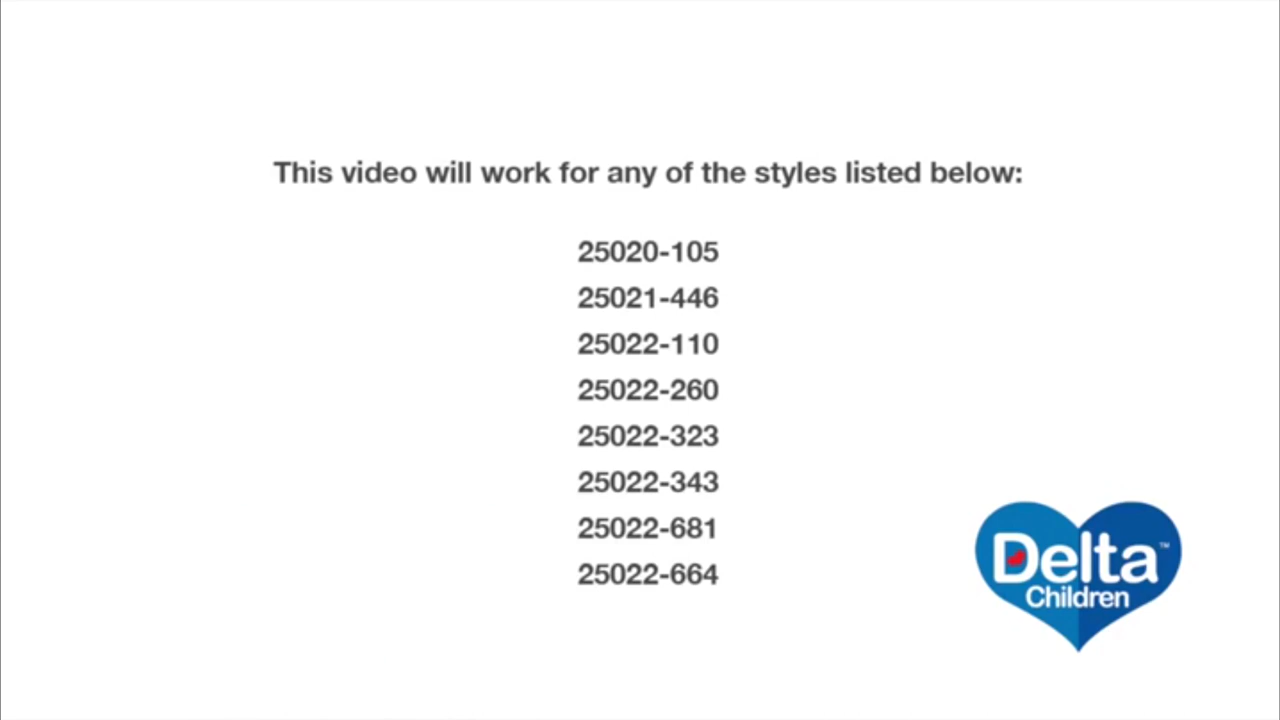 This video will work for any of the styles listed below:
25020-105
25021-446
25022-110
25022-260
25022-323
25022-343
25022-681
25022-664
Delta™
Children